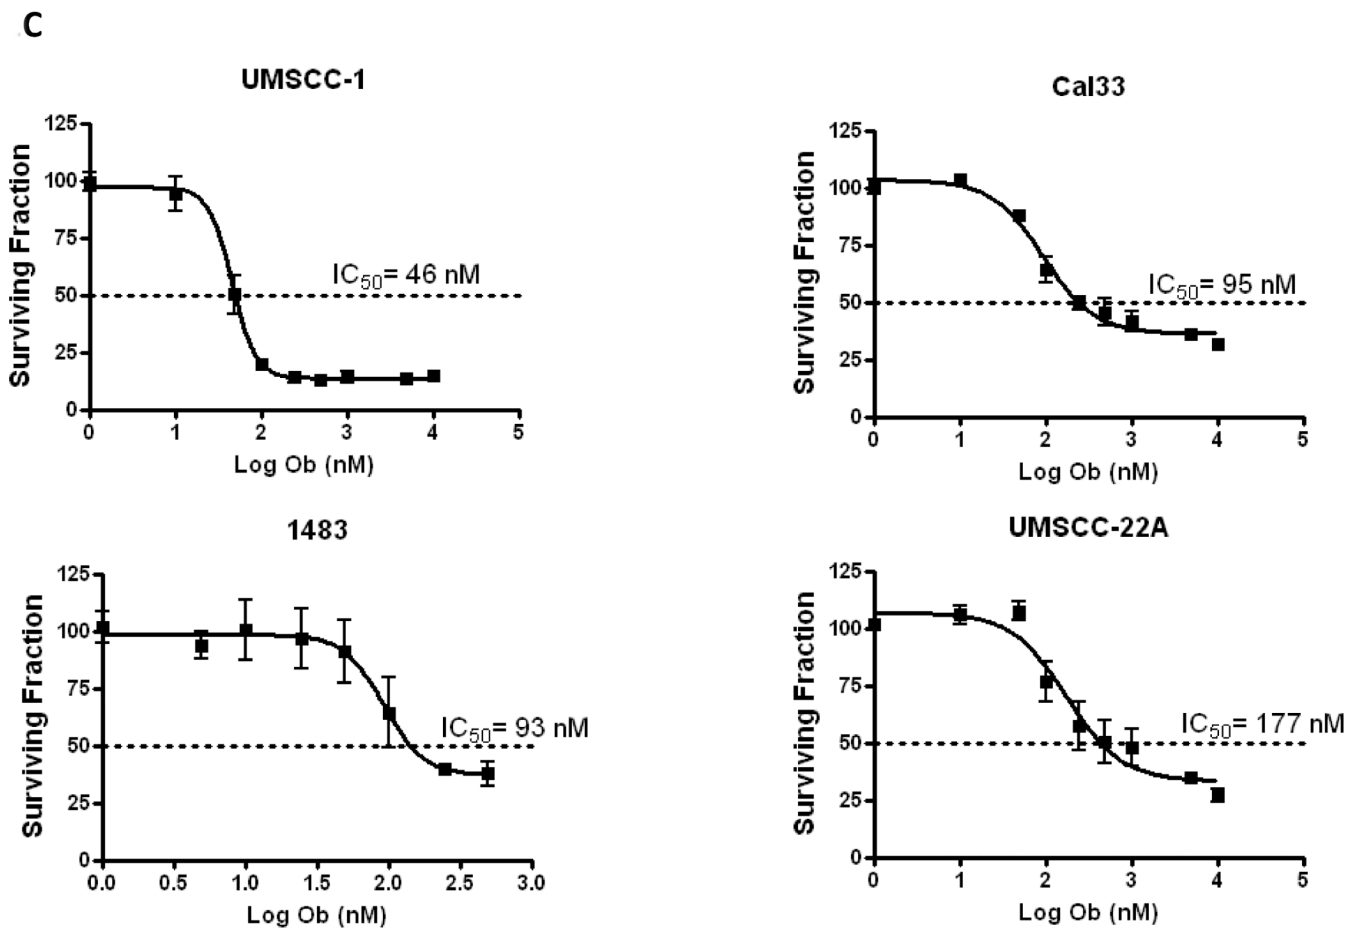 C
UMSCC-1
Surviving Fraction
125
100
75
50
25
0
IC50= 46 nM
0 1 2 3 4 5
Log Ob (nM)
Cal33
Surviving Fraction
125
100
75
50
25
0
IC50= 95 nM
0 1 2 3 4 5
Log Ob (nM)
1483
Surviving Fraction
125
100
75
50
25
0
IC50= 93 nM
0.0 0.5 1.0 1.5 2.0 2.5 3.0
Log Ob (nM)
UMSCC-22A
Surviving Fraction
125
100
75
50
25
0
IC50= 177 nM
0 1 2 3 4 5
Log Ob (nM)